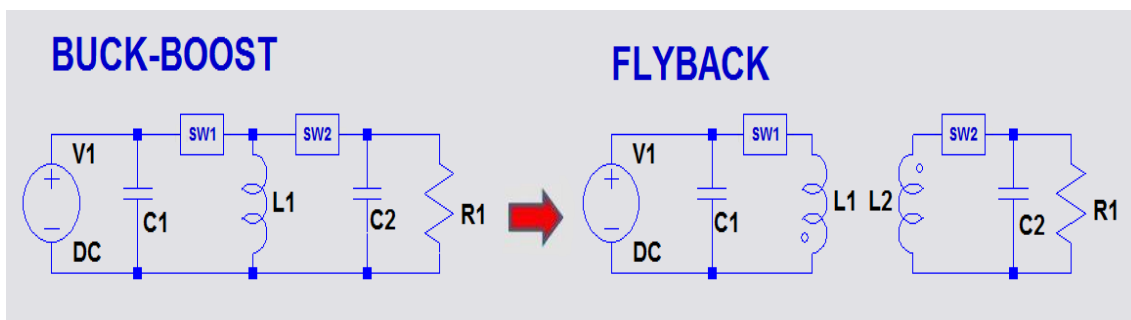 BUCK-BOOST
V1
DC
C1
SW1
L1
SW2
C2
R1
FLYBACK
V1
DC
C1
SW1
L1
L2
SW2
C2
R1